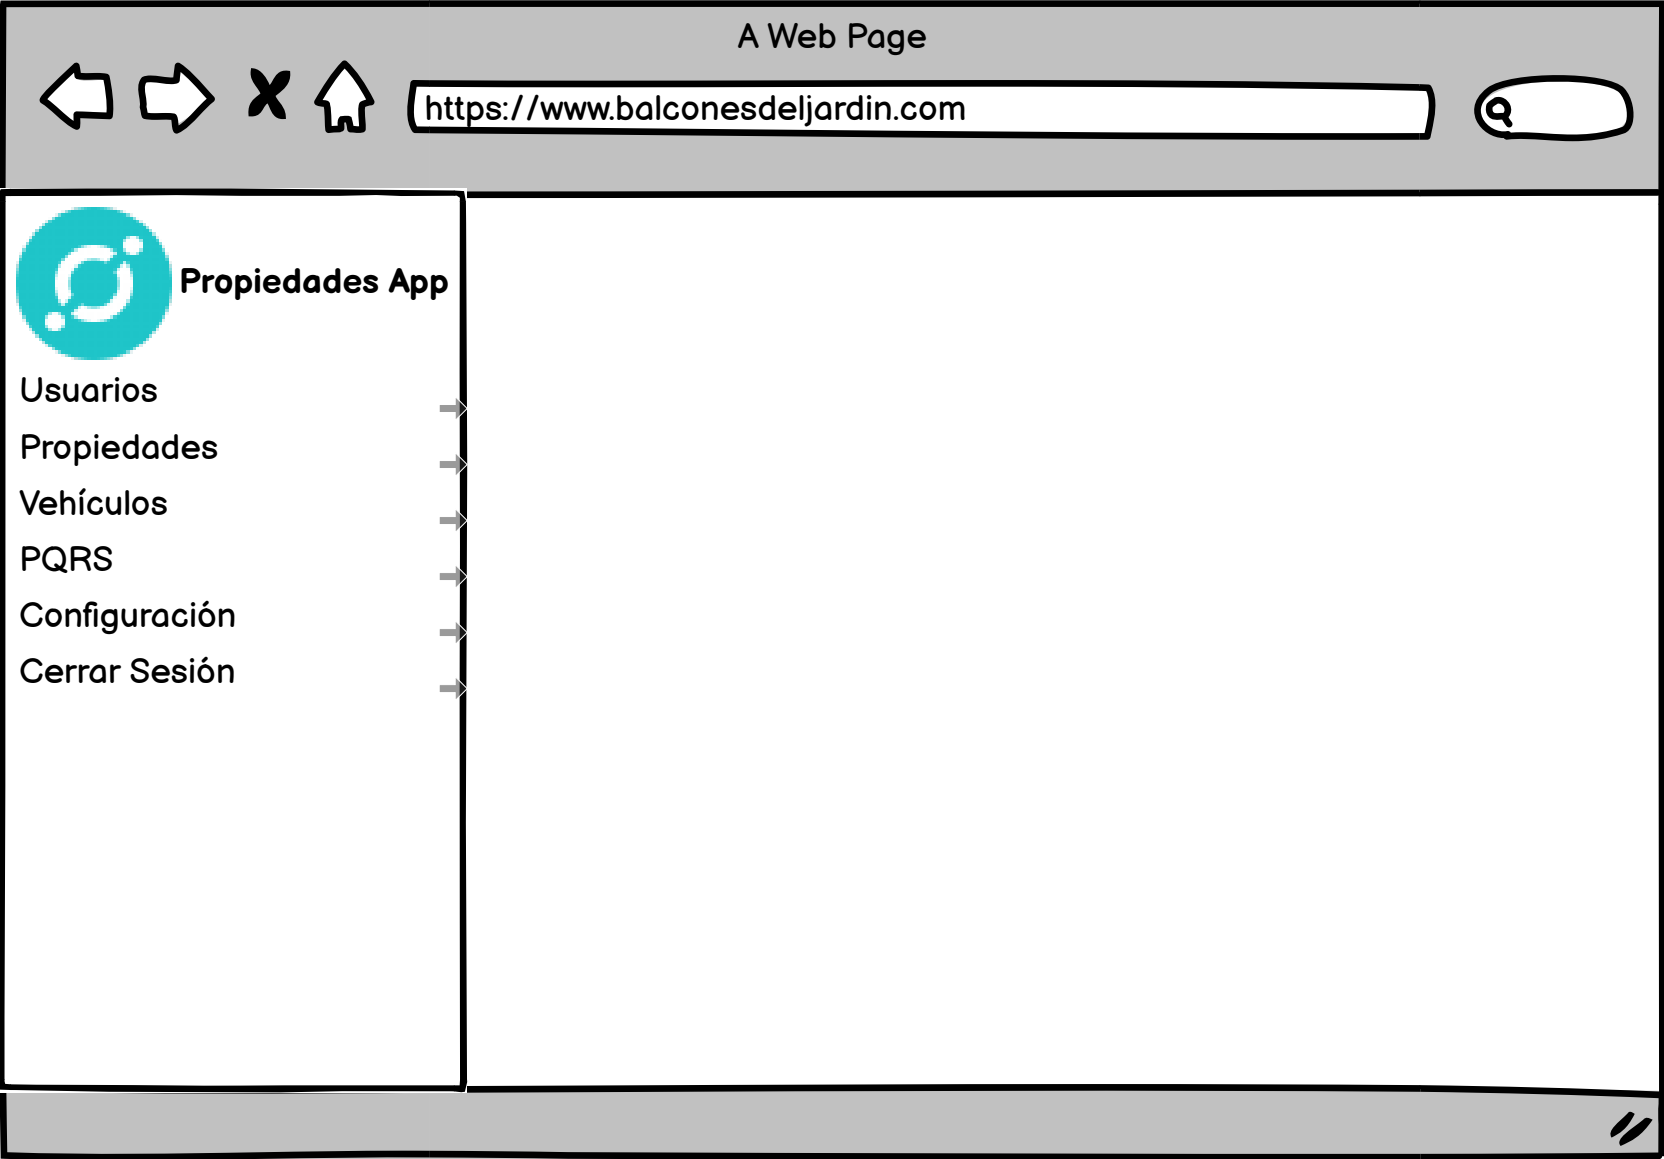 A Web Page
https://www.balconesdeljardin.com
Propiedades App
Usuarios
Propiedades
Vehículos
PQRS
Configuración
Cerrar Sesión